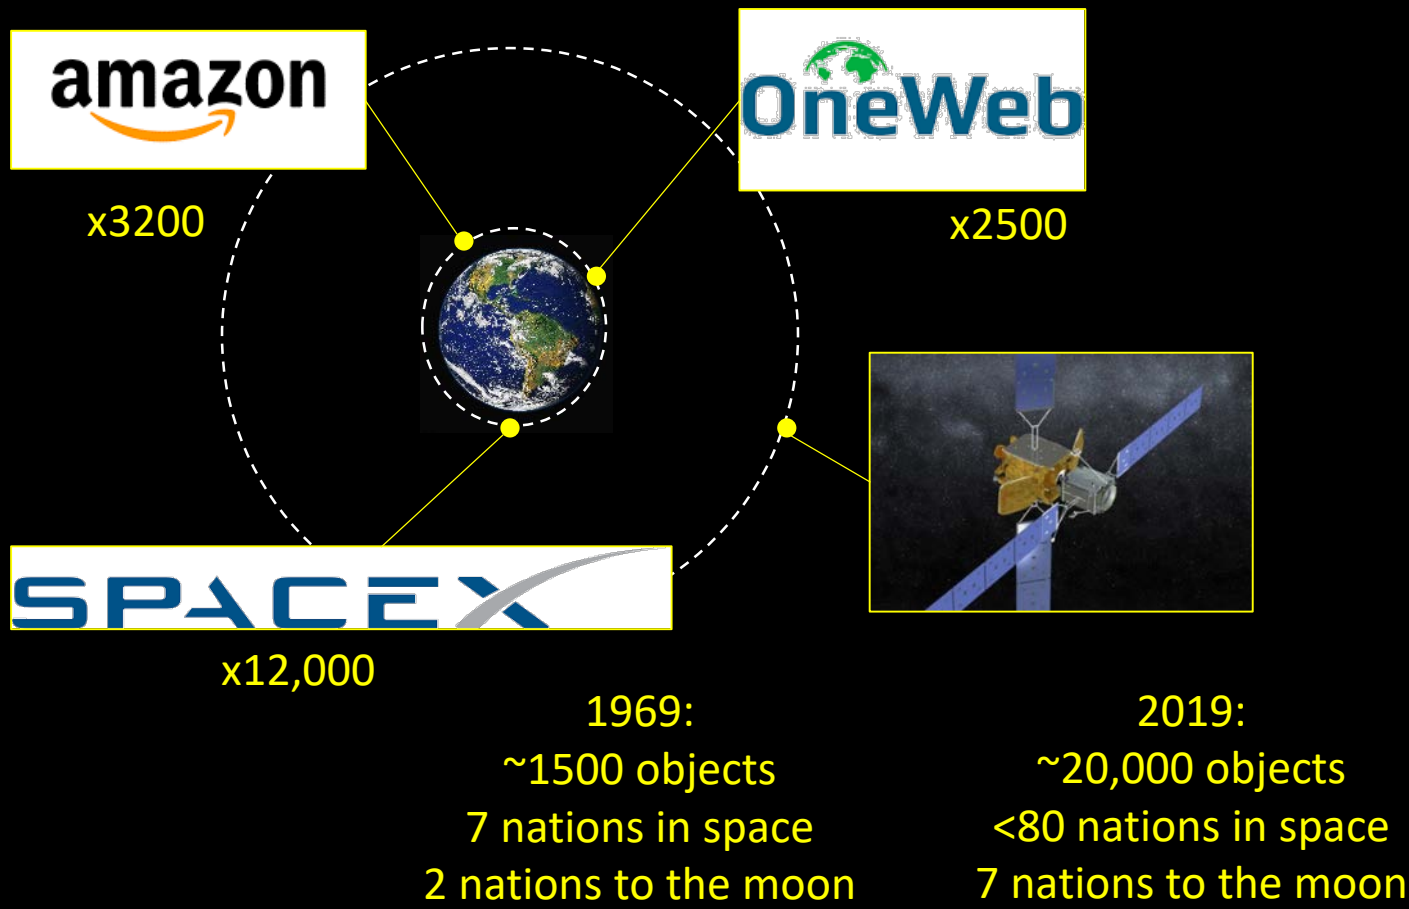 amazon
x3200
OneWeb
x2500
SPACEX
x12,000
1969:
~1500 objects
7 nations in space
2 nations to the moon
2019:
~20,000 objects
<80 nations in space
7 nations to the moon